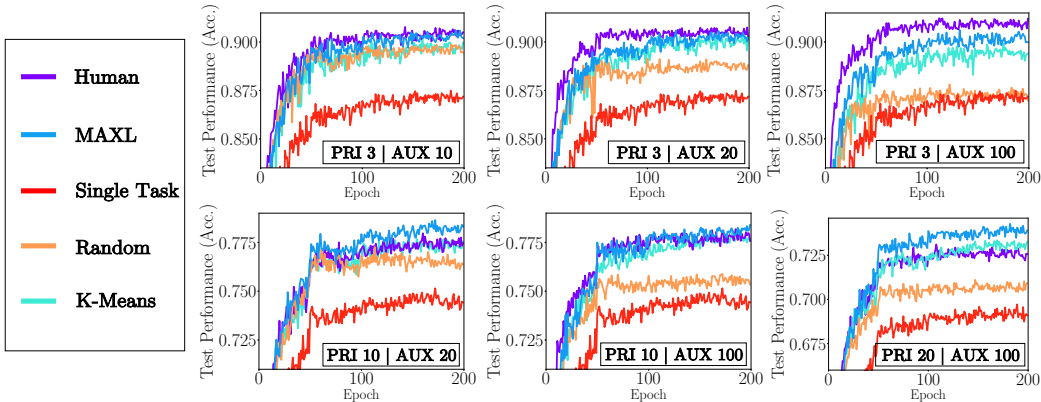 Human
MAXL
Single Task
Random
K-Means
Test Performance (Acc.)
0.900
0.875
0.850
PRI 3 | AUX 10
0
100
200
Epoch
Test Performance (Acc.)
0.900
0.875
0.850
PRI 3 | AUX 20
0
100
200
Epoch
Test Performance (Acc.)
0.900
0.875
0.850
PRI 3 | AUX 100
0
100
200
Epoch
Test Performance (Acc.)
0.775
0.750
0.725
PRI 10 | AUX 20
0
100
200
Epoch
Test Performance (Acc.)
0.775
0.750
0.725
PRI 10 | AUX 100
0
100
200
Epoch
Test Performance (Acc.)
0.725
0.700
0.675
PRI 20 | AUX 100
0
100
200
Epoch